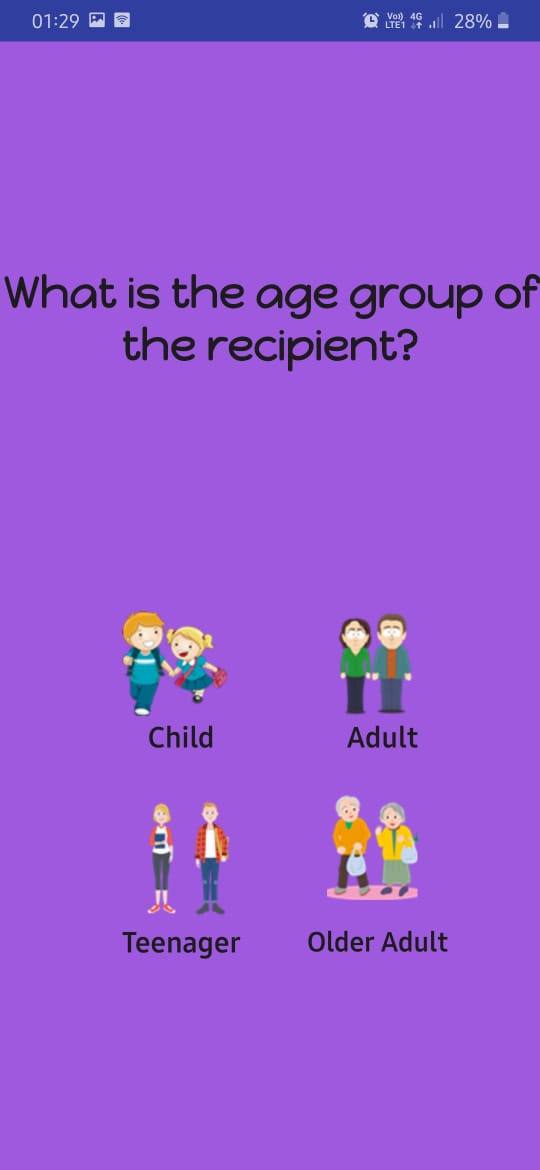 01:29 Vo)) LTE1 4G 28%
What is the age group of
the recipient?
Child Adult
Teenager Older Adult